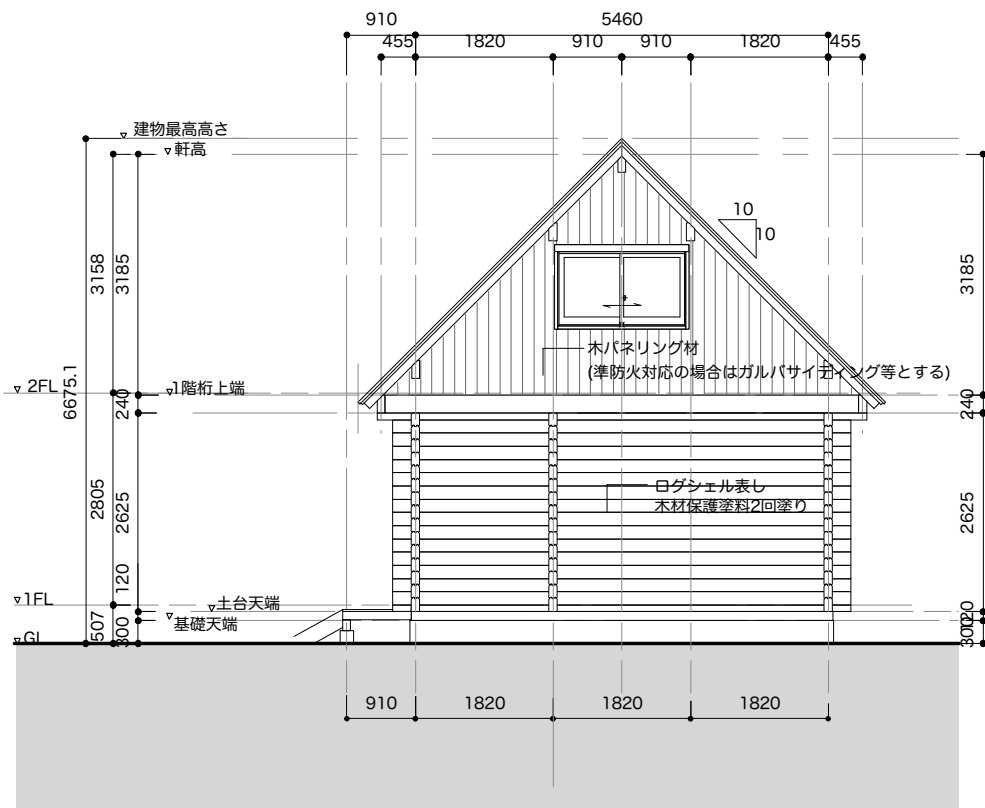 910
5460
455
1820
910
910
1820
455
建物最高高さ
軒高
10
10
3158
3185
3185
木パネリング材
(準防火対応の場合はガルバサイディング等とする)
2FL
1階桁上端
6675.1
240
240
ログシェル表し
木材保護塗料2回塗り
2805
2625
2625
120
1FL
土台天端
基礎天端
507
300
120
300
GL
910
1820
1820
1820